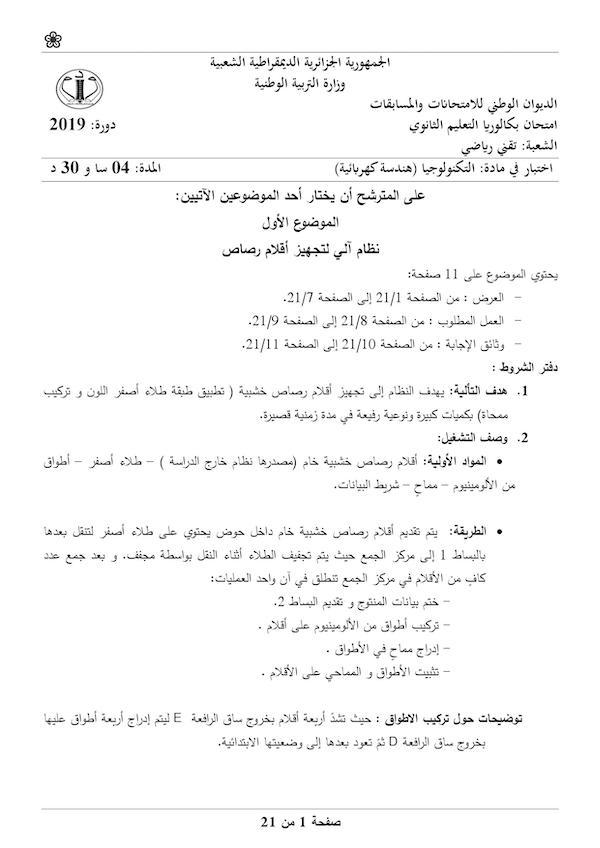 الجمهورية الجزائرية الديمقراطية الشعبية
وزارة التربية الوطنية
الديوان الوطني للامتحانات والمسابقات
امتحان بكالوريا التعليم الثانوي
دورة: 2019
الشعبة: تقني رياضي
اختبار في مادة: التكنولوجيا (هندسة كهربائية)
المدة: 04 سا و 30 د
على المترشح أن يختار أحد الموضوعين الآتيين:
الموضوع الأول
نظام آلي لتجهيز أقلام رصاص
يحتوي الموضوع على 11 صفحة:
– العرض : من الصفحة 21/1 إلى الصفحة 21/7.
– العمل المطلوب : من الصفحة 21/8 إلى الصفحة 21/9.
– وثائق الإجابة : من الصفحة 21/10 إلى الصفحة 21/11.
دفتر الشروط :
1. هدف التألية: يهدف النظام إلى تجهيز أقلام رصاص خشبية ( تطبيق طبقة طلاء أصفر اللون و تركيب
ممحاة) بكميات كبيرة ونوعية رفيعة في مدة زمنية قصيرة.
2. وصف التشغيل:
• المواد الأولية: أقلام رصاص خشبية خام (مصدرها نظام خارج الدراسة ) – طلاء أصفر – أطواق
من الألومينيوم – مماحٍ – شريط البيانات.
• الطريقة: يتم تقديم أقلام رصاص خشبية خام داخل حوض يحتوي على طلاء أصفر لتنقل بعدها
بالبساط 1 إلى مركز الجمع حيث يتم تجفيف الطلاء أثناء النقل بواسطة مجفف. و بعد جمع عدد
كافٍ من الأقلام في مركز الجمع تنطلق في آن واحد العمليات:
– ختم بيانات المنتوج و تقديم البساط 2.
– تركيب أطواق من الألومينيوم على أقلام .
– إدراج مماحٍ في الأطواق .
– تثبيت الأطواق و المماحي على الأقلام .
توضيحات حول تركيب الاطواق : حيث تشدّ أربعة أقلام بخروج ساق الرافعة E ليتم إدراج أربعة أطواق عليها
بخروج ساق الرافعة D ثمّ تعود بعدها إلى وضعيتها الابتدائية.
صفحة 1 من 21